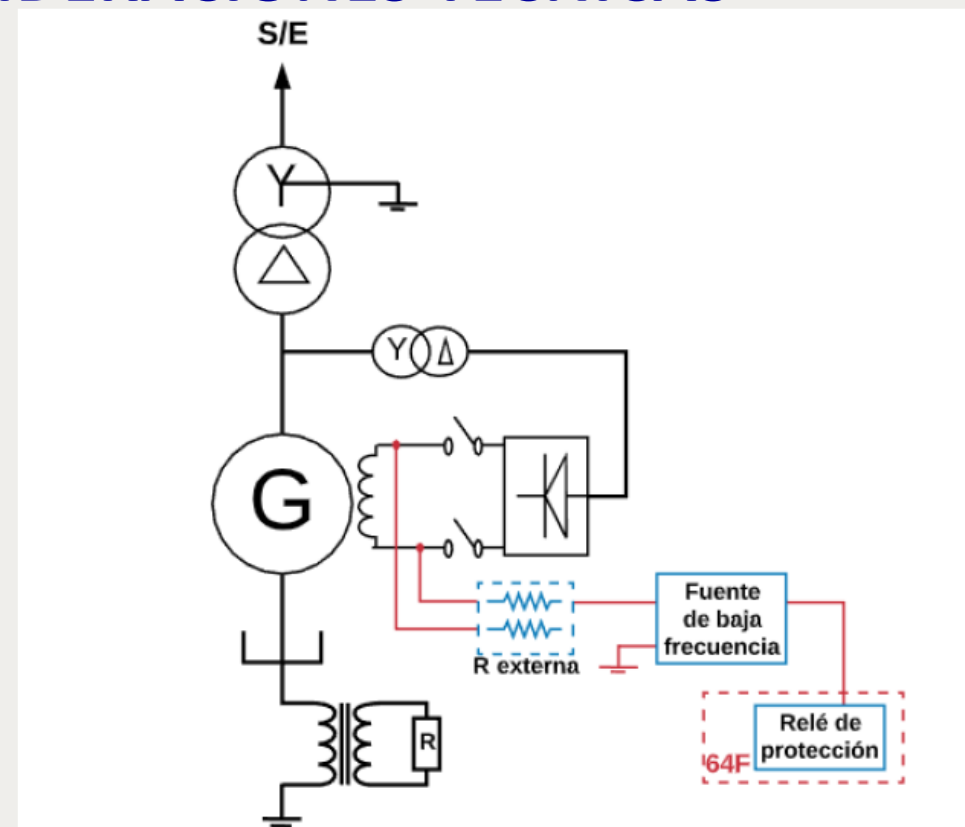 S/E
Y
Δ
Y Δ
G
Fuente
de baja
frecuencia
R externa
R
Relé de
protección
64F